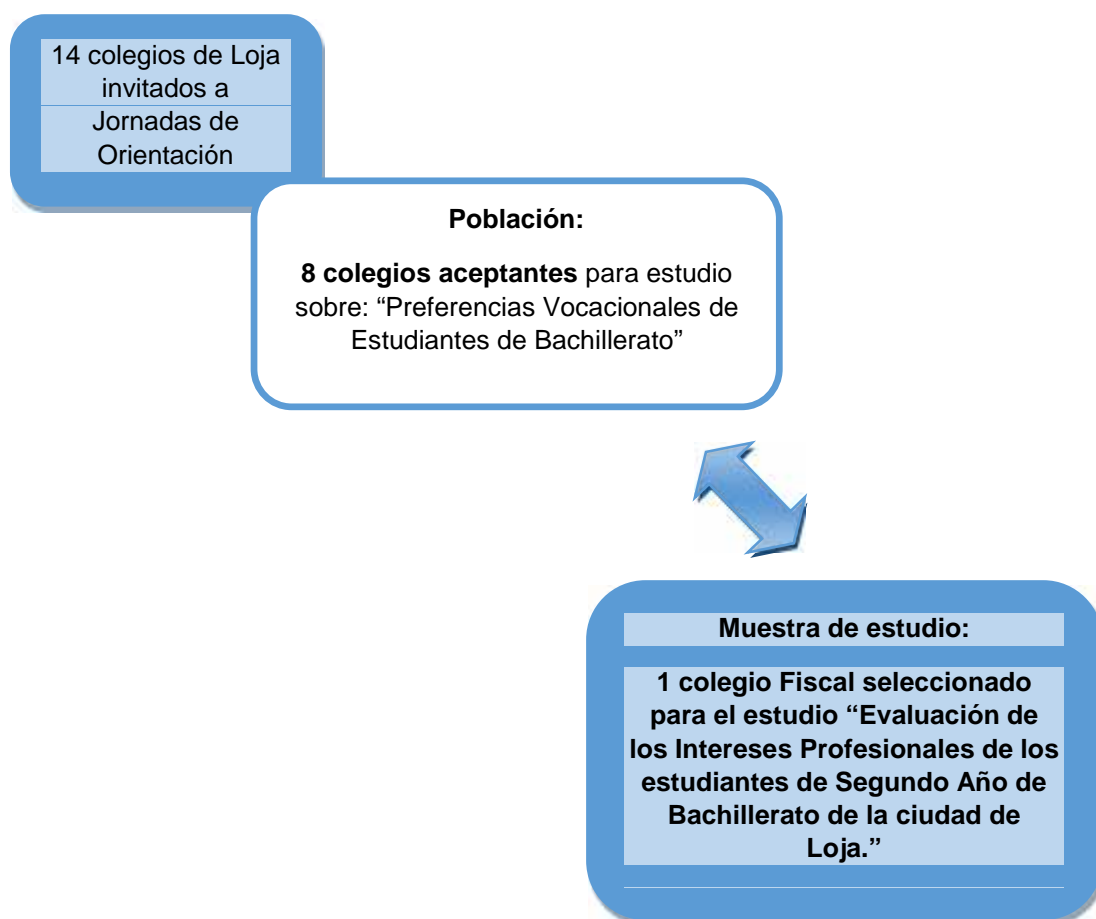 14 colegios de Loja
invitados a
Jornadas de
Orientación
Población:
8 colegios aceptantes para estudio
sobre: “Preferencias Vocacionales de
Estudiantes de Bachillerato”
Muestra de estudio:
1 colegio Fiscal seleccionado
para el estudio “Evaluación de
los Intereses Profesionales de los
estudiantes de Segundo Año de
Bachillerato de la ciudad de
Loja.”